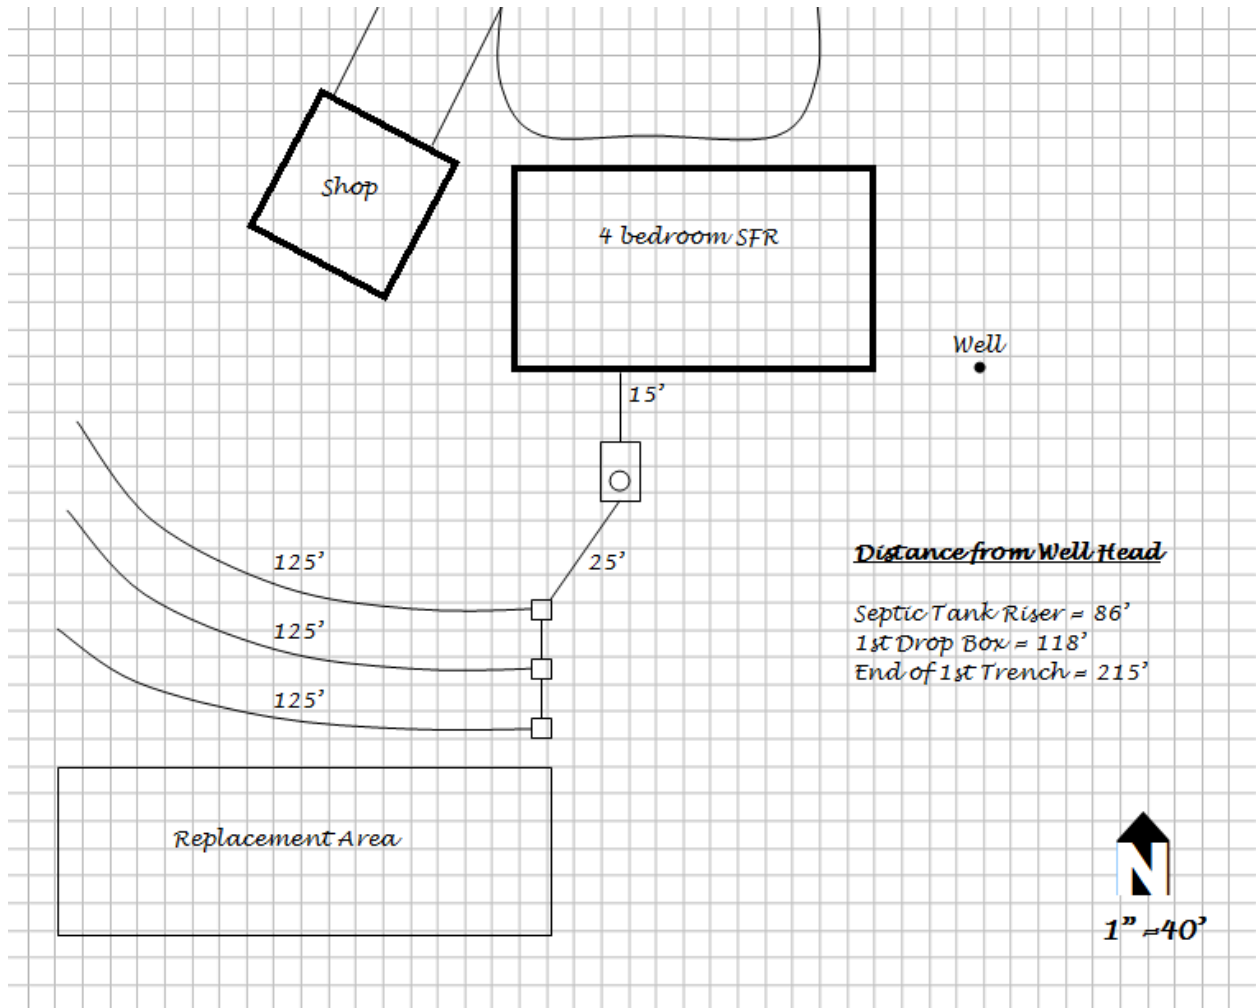 Shop
4 bedroom SFR
Well
15’
125’
25’
125’
125’
Distance from Well Head
Septic Tank Riser = 86’
1st Drop Box = 118’
End of 1st Trench = 215’
Replacement Area
N
1” =40’